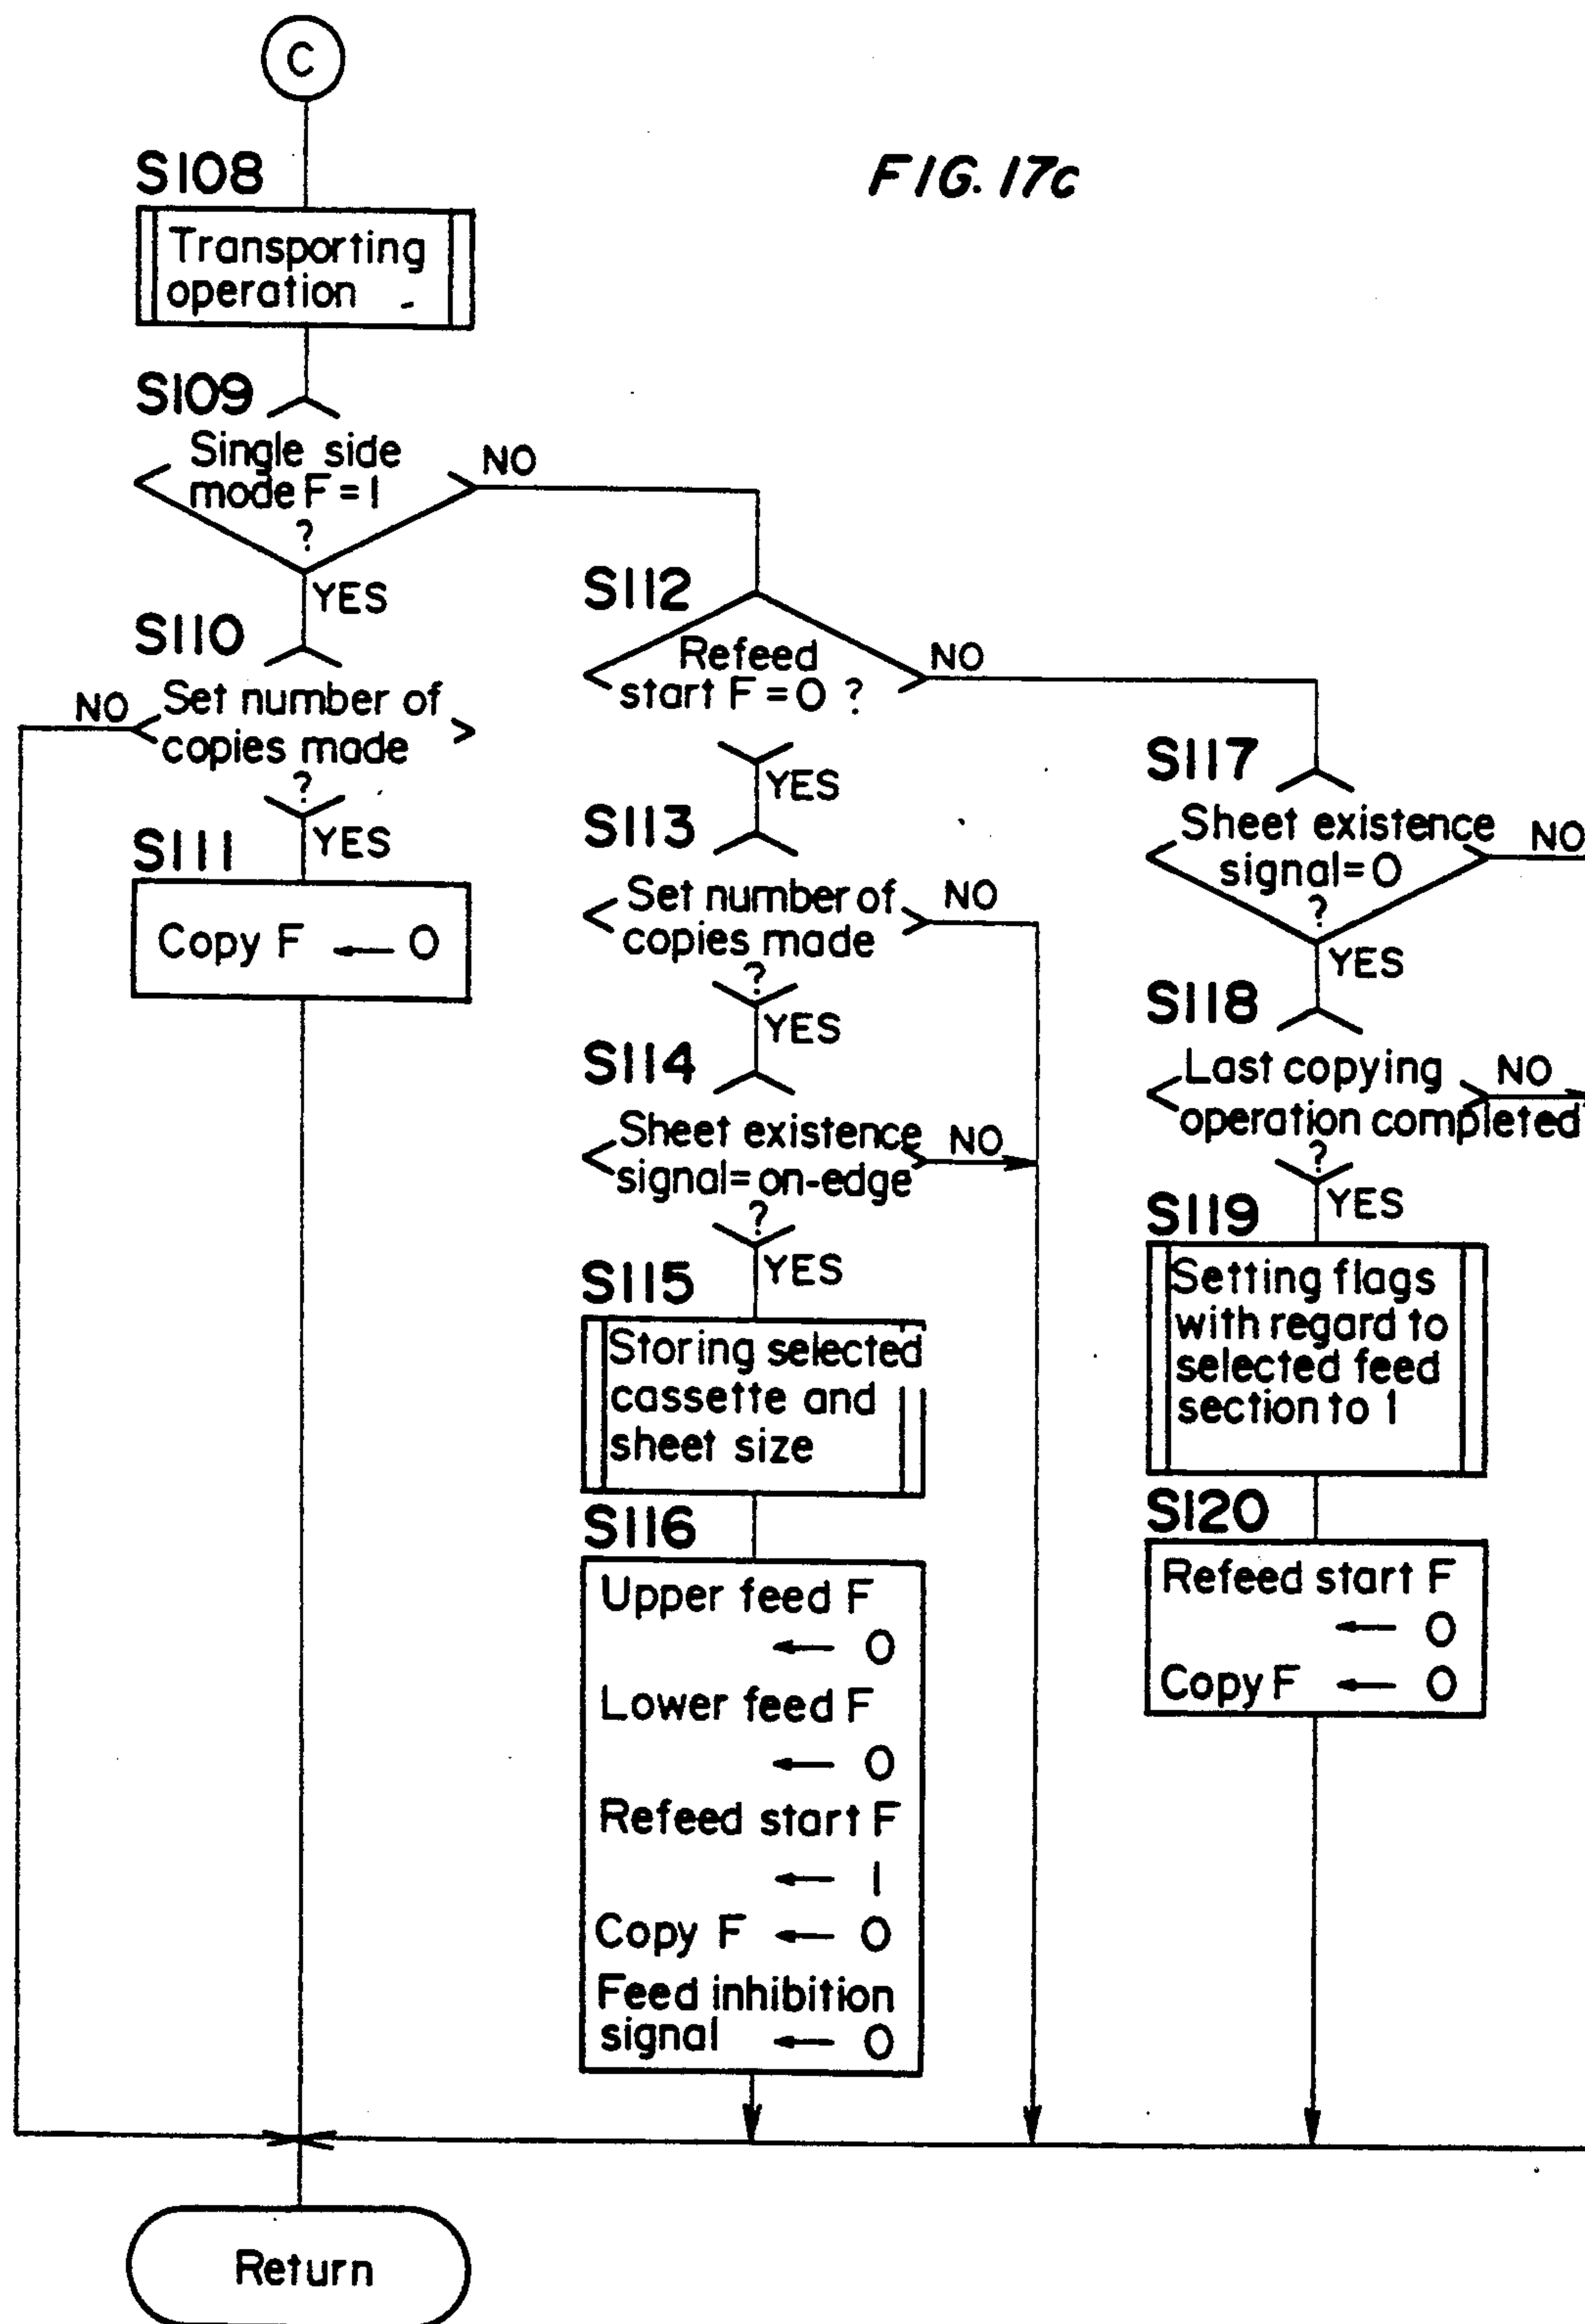 C
FIG. 17c
S108
Transporting
operation
S109
Single side
mode F=1
?
NO
YES
S110
Set number of
copies made
?
NO
YES
S111
Copy F ← 0
S112
Refeed
start F=0 ?
NO
YES
S113
Set number of
copies made
?
NO
YES
S114
Sheet existence
signal=on-edge
?
NO
YES
S115
Storing selected
cassette and
sheet size
S116
Upper feed F
← 0
Lower feed F
← 0
Refeed start F
← 1
Copy F ← 0
Feed inhibition
signal ← 0
S117
Sheet existence
signal=0
?
NO
YES
S118
Last copying
operation completed
?
NO
YES
S119
Setting flags
with regard to
selected feed
section to 1
S120
Refeed start F
← 0
Copy F ← 0
Return